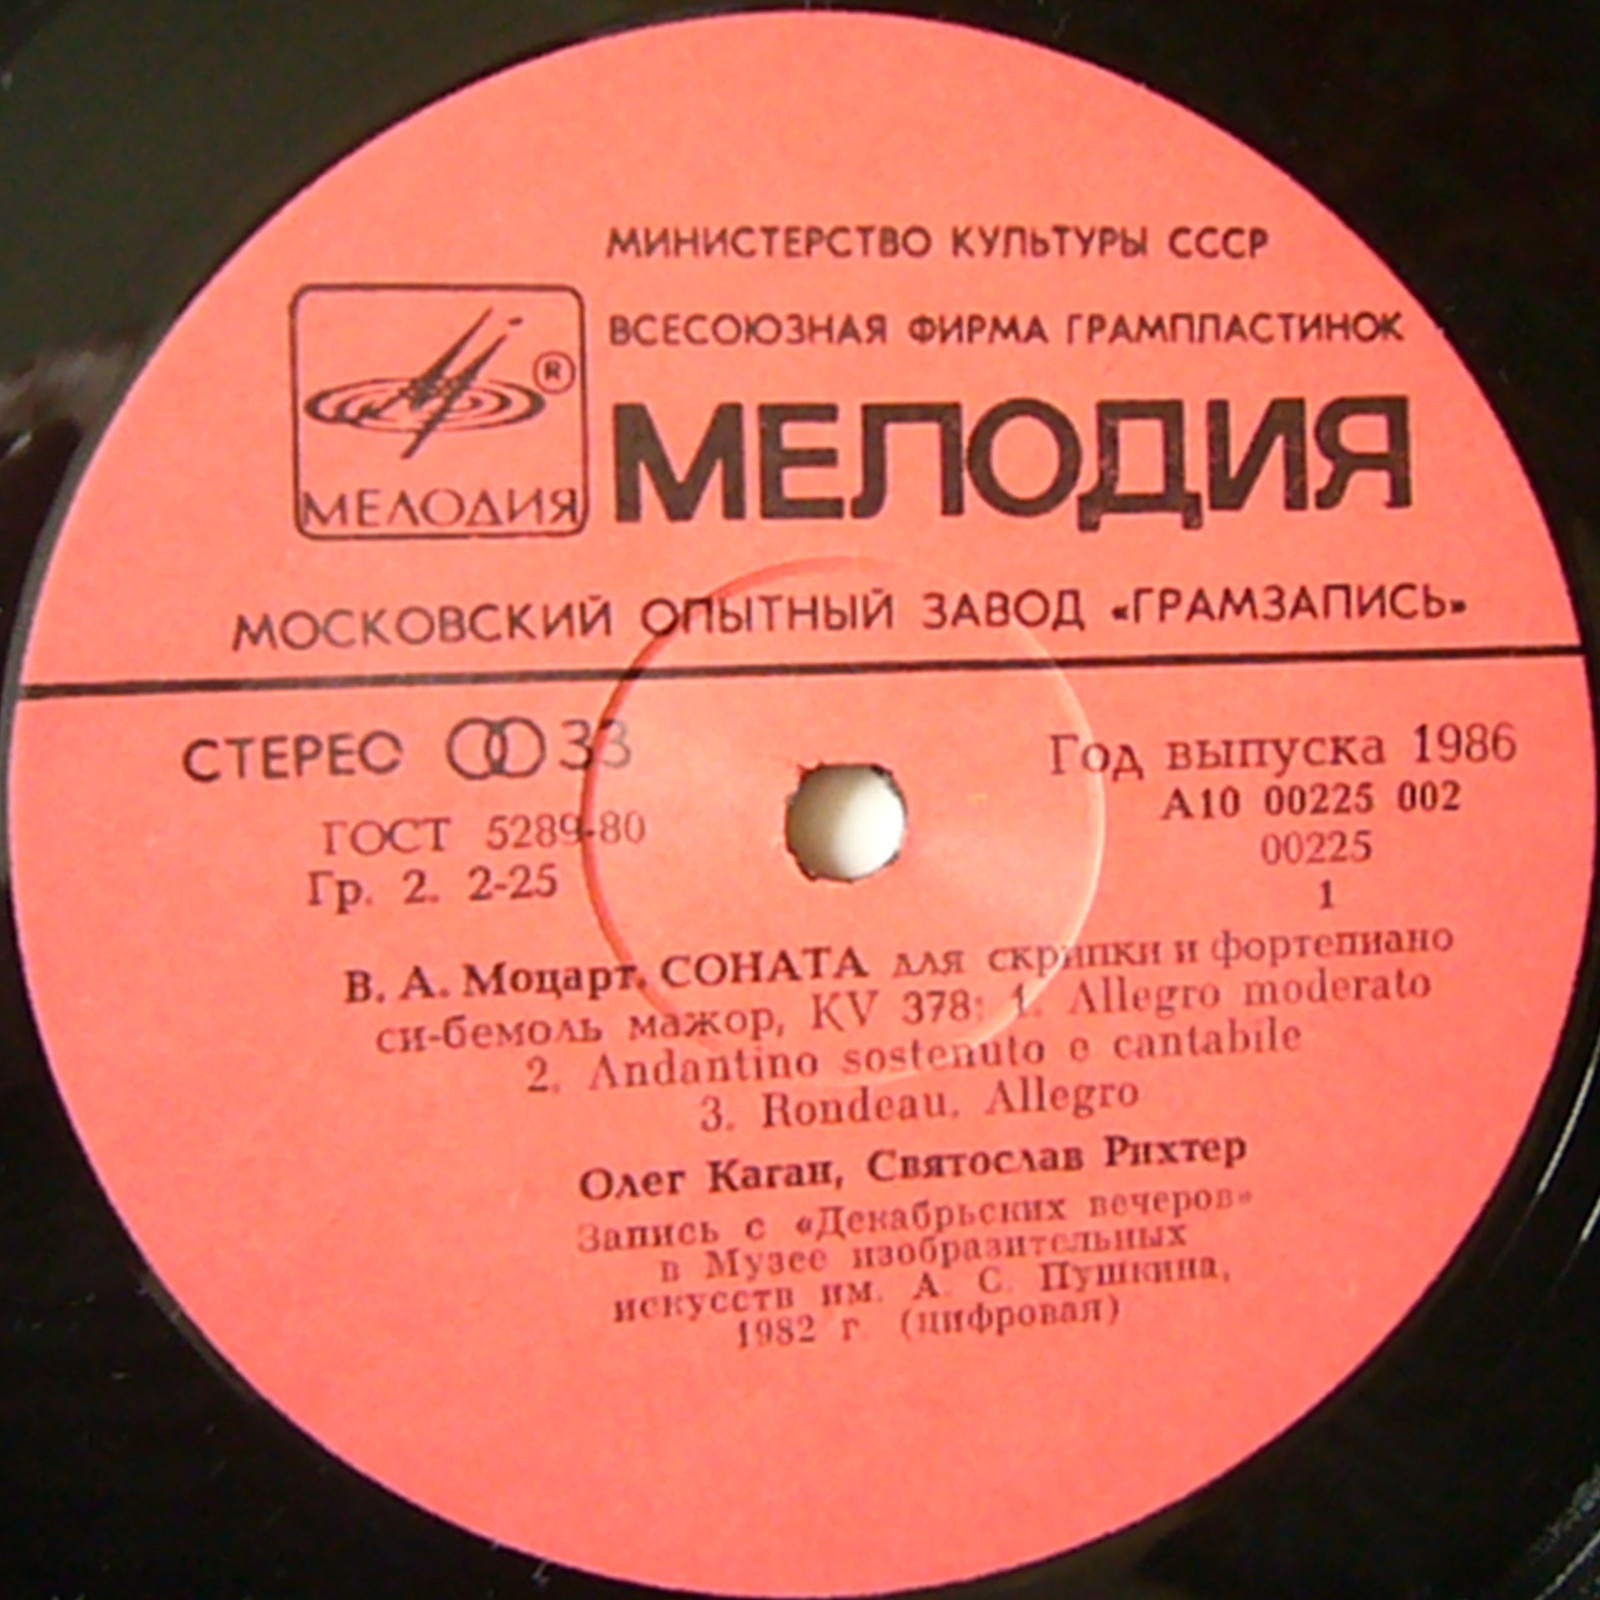 МИНИСТЕРСТВО КУЛЬТУРЫ СССР
ВСЕСОЮЗНАЯ ФИРМА ГРАМПЛАСТИНОК
®
МЕЛОДИЯ
МЕЛОДИЯ
МОСКОВСКИЙ ОПЫТНЫЙ ЗАВОД «ГРАМЗАПИСЬ»
СТЕРЕО 33
Год выпуска 1986
ГОСТ 5289-80
А10 00225 002
Гр. 2. 2-25
00225
1
В. А. Моцарт. СОНАТА для скрипки и фортепиано
си-бемоль мажор, KV 378: 1. Allegro moderato
2. Andantino sostenuto e cantabile
3. Rondeau. Allegro
Олег Каган, Святослав Рихтер
Запись с «Декабрьских вечеров»
в Музее изобразительных
искусств им. А. С. Пушкина,
1982 г. (цифровая)